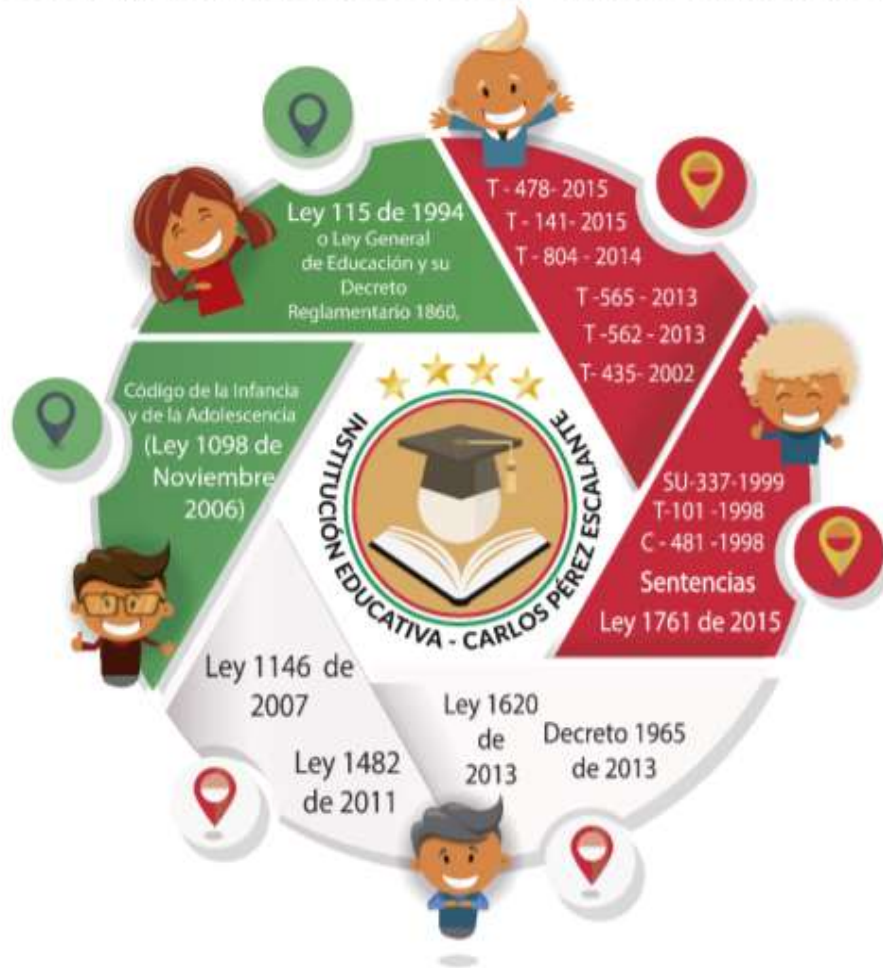 Ley 115 de 1994
o Ley General
de Educación y su
Decreto
Reglamentario 1860,
T - 478- 2015
T - 141- 2015
T - 804 - 2014
T -565 - 2013
T -562 - 2013
T- 435- 2002
Código de la Infancia
y de la Adolescencia
(Ley 1098 de
Noviembre
2006)
INSTITUCIÓN EDUCATIVA - CARLOS PÉREZ ESCALANTE
SU-337-1999
T-101 -1998
C - 481 -1998
Sentencias
Ley 1761 de 2015
Ley 1146 de
2007
Ley 1482
de 2011
Ley 1620
de
2013
Decreto 1965
de 2013